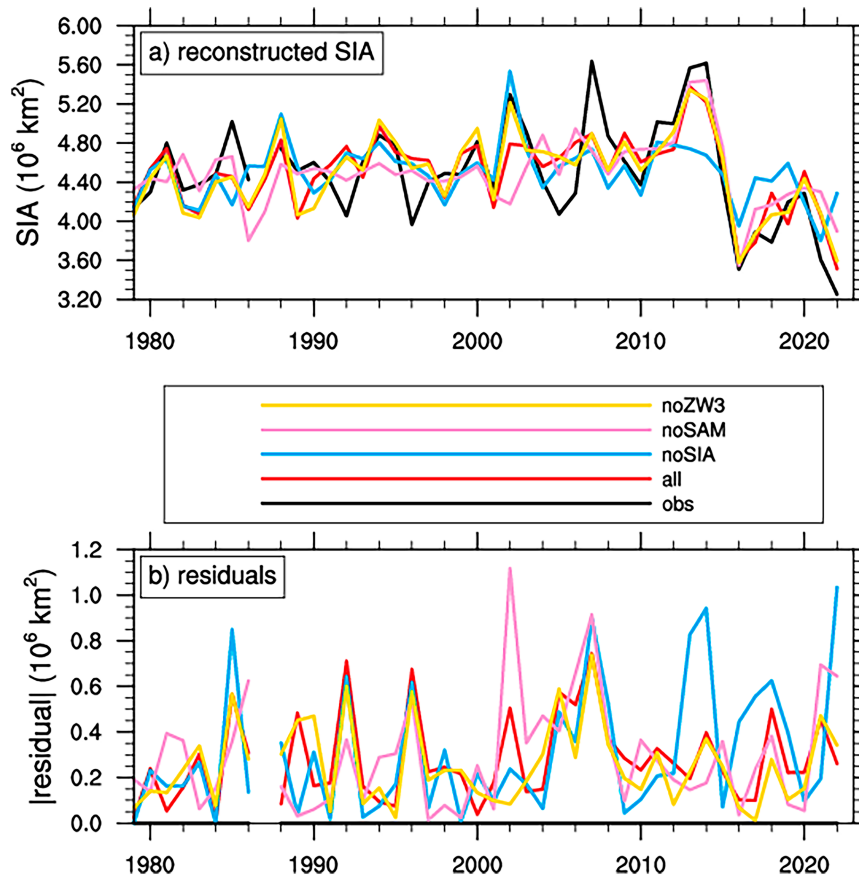 a) reconstructed SIA
SIA (10⁶ km²)
6.00
5.60
5.20
4.80
4.40
4.00
3.60
3.20
1980 1990 2000 2010 2020
noZW3
noSAM
noSIA
all
obs
b) residuals
|residual| (10⁶ km²)
1.2
1.0
0.8
0.6
0.4
0.2
0.0
1980 1990 2000 2010 2020